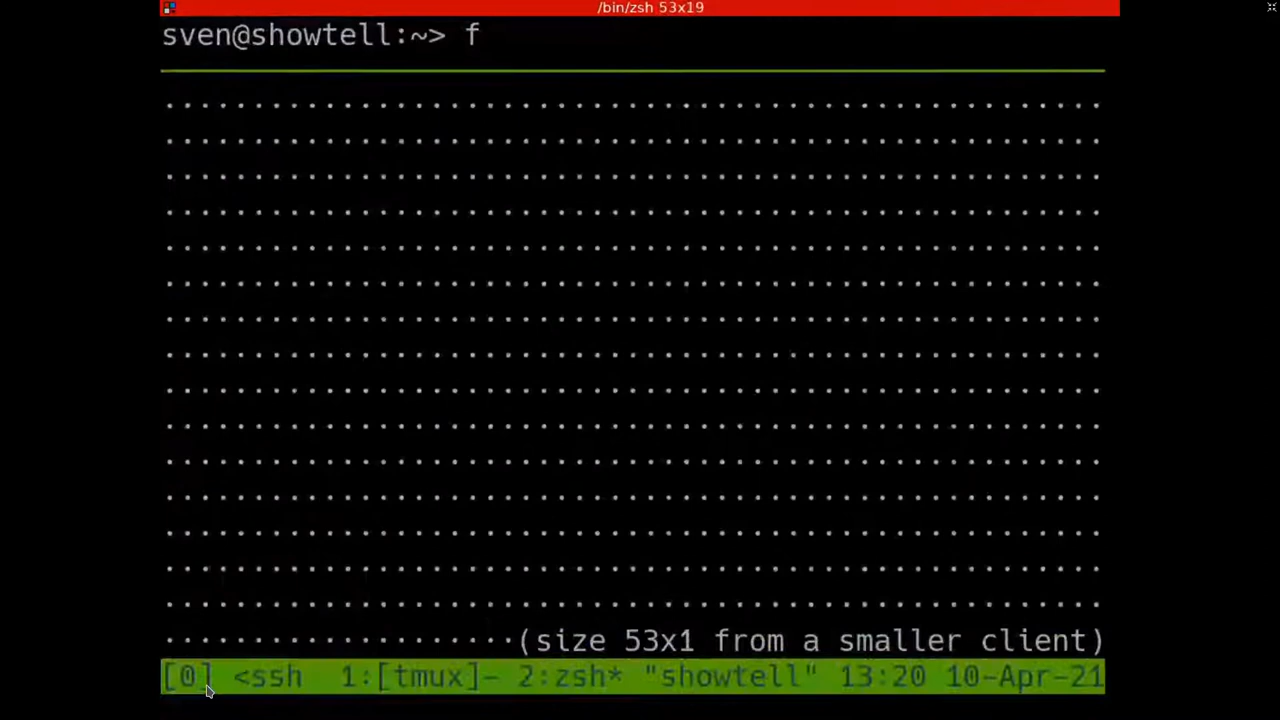 /bin/zsh 53x19
sven@showtell:~> f
(size 53x1 from a smaller client)
[0] <ssh  1:[tmux]- 2:zsh* "showtell" 13:20 10-Apr-21